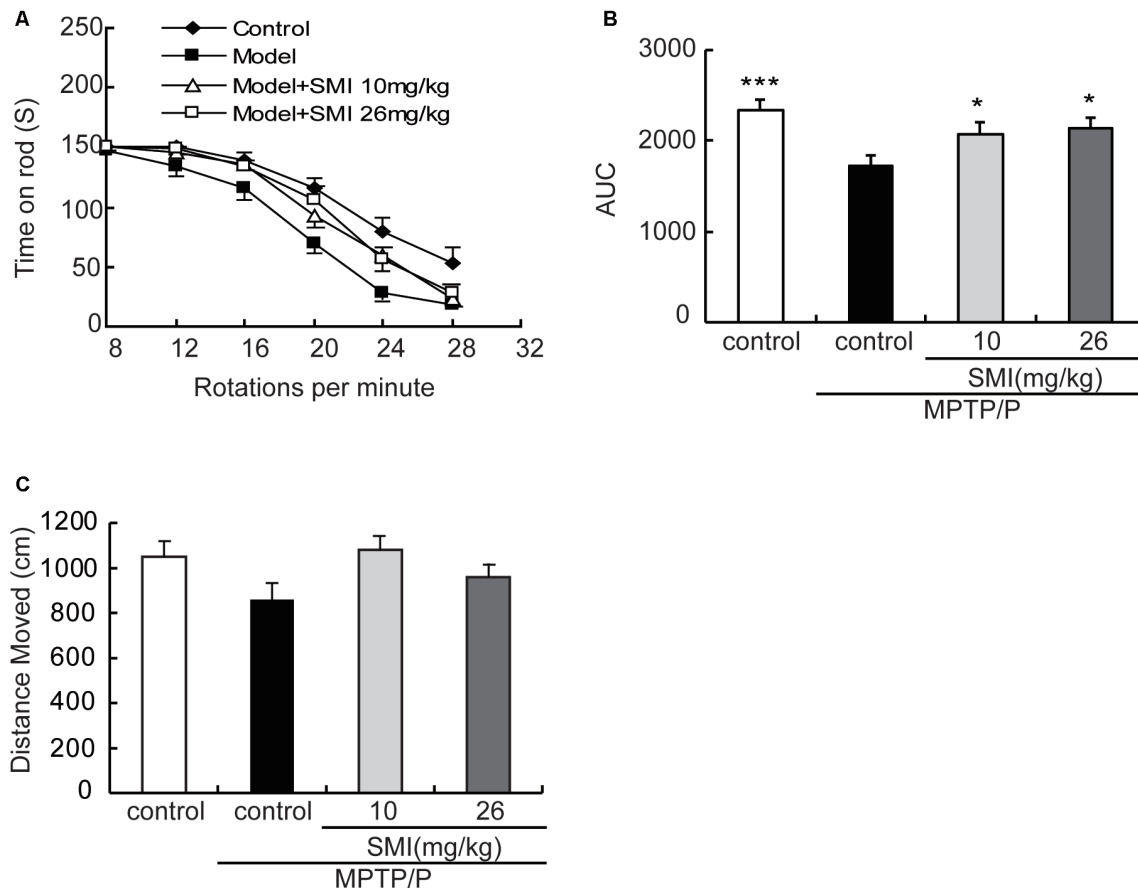 A
250
200
150
100
50
0
Time on rod (S)
Control
Model
Model+SMI 10mg/kg
Model+SMI 26mg/kg
8 12 16 20 24 28 32
Rotations per minute
B
3000
2000
1000
0
AUC
***
*
*
control control 10 26
SMI(mg/kg)
MPTP/P
C
1200
1000
800
600
400
200
0
Distance Moved (cm)
control control 10 26
SMI(mg/kg)
MPTP/P